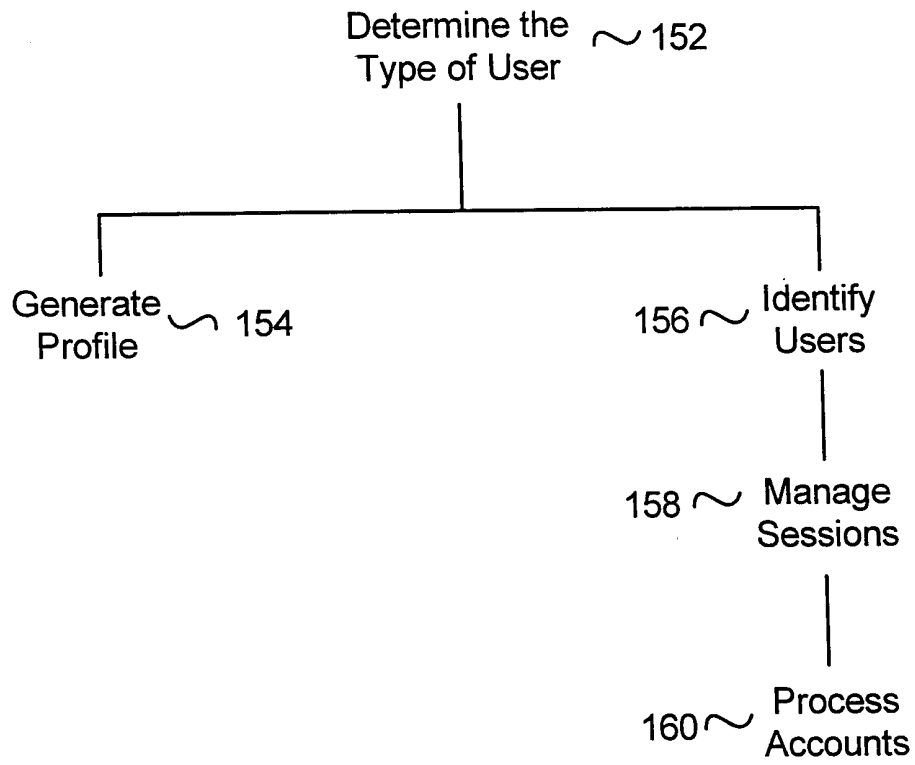 Determine the
Type of User
152
Generate
Profile
154
156
Identify
Users
158
Manage
Sessions
160
Process
Accounts